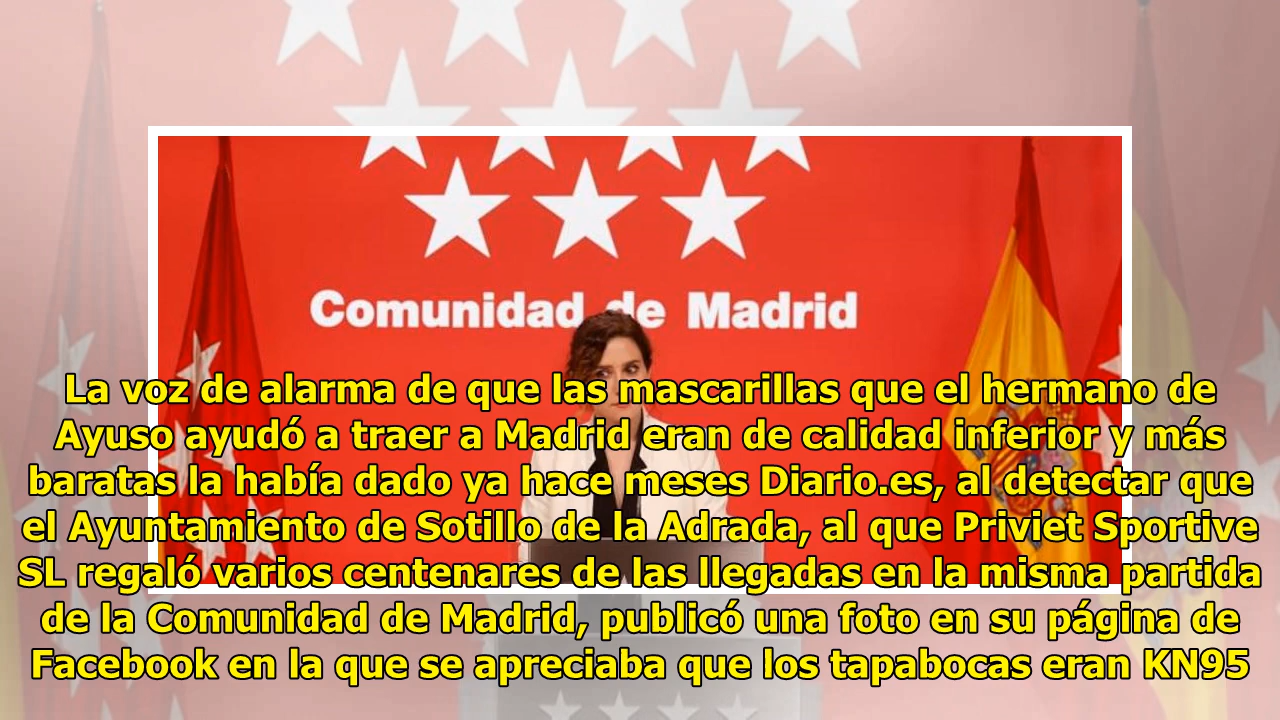 Comunidad de Madrid
La voz de alarma de que las mascarillas que el hermano de
Ayuso ayudó a traer a Madrid eran de calidad inferior y más
baratas la había dado ya hace meses Diario.es, al detectar que
el Ayuntamiento de Sotillo de la Adrada, al que Priviet Sportive
SL regaló varios centenares de las llegadas en la misma partida
de la Comunidad de Madrid, publicó una foto en su página de
Facebook en la que se apreciaba que los tapabocas eran KN95